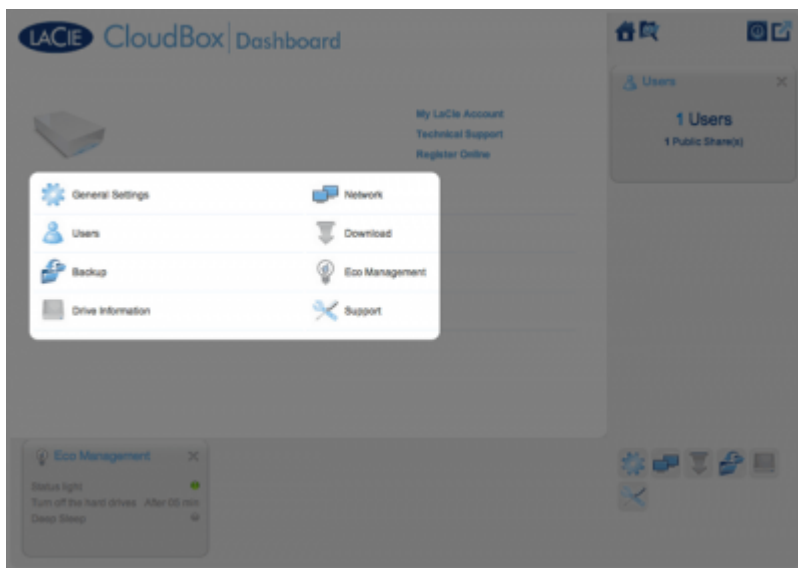 LACIE CloudBox Dashboard
My LaCie Account
Technical Support
Register Online
General Settings
Network
Users
Download
Backup
Eco Management
Drive Information
Support
Users
1 Users
1 Public Share(s)
Eco Management
Status light
Turn off the hard drives After 05 min
Deep Sleep